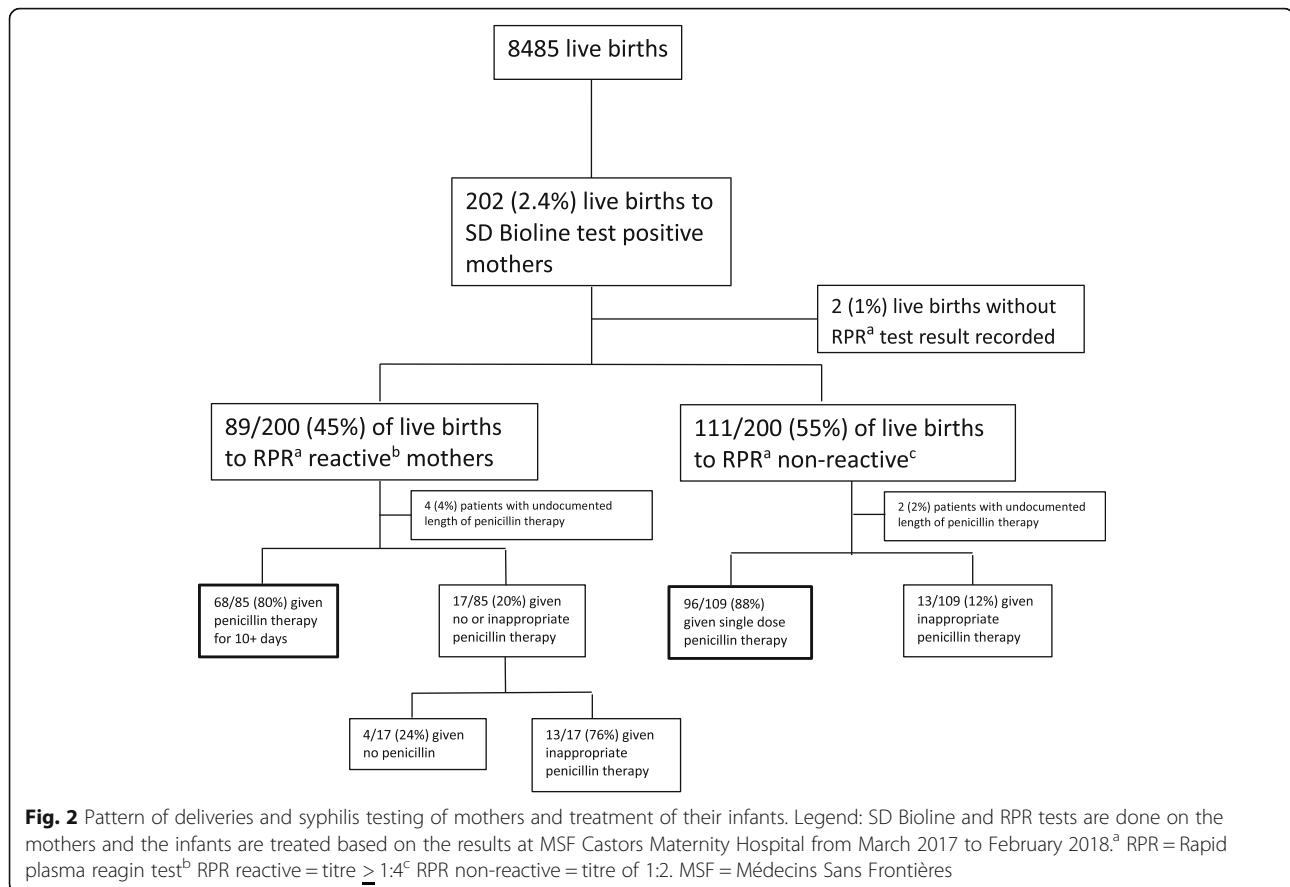 8485 live births
202 (2.4%) live births to
SD Bioline test positive
mothers
2 (1%) live births without
RPRᵃ test result recorded
89/200 (45%) of live births
to RPRᵃ reactiveᵇ mothers
111/200 (55%) of live births
to RPRᵃ non-reactiveᶜ
4 (4%) patients with undocumented
length of penicillin therapy
2 (2%) patients with undocumented
length of penicillin therapy
68/85 (80%) given
penicillin therapy
for 10+ days
17/85 (20%) given
no or inappropriate
penicillin therapy
96/109 (88%)
given single dose
penicillin therapy
13/109 (12%) given
inappropriate
penicillin therapy
4/17 (24%) given
no penicillin
13/17 (76%) given
inappropriate
penicillin therapy
Fig. 2 Pattern of deliveries and syphilis testing of mothers and treatment of their infants. Legend: SD Bioline and RPR tests are done on the
mothers and the infants are treated based on the results at MSF Castors Maternity Hospital from March 2017 to February 2018.ᵃ RPR = Rapid
plasma reagin testᵇ RPR reactive = titre ≥ 1:4ᶜ RPR non-reactive = titre of 1:2. MSF = Médecins Sans Frontières